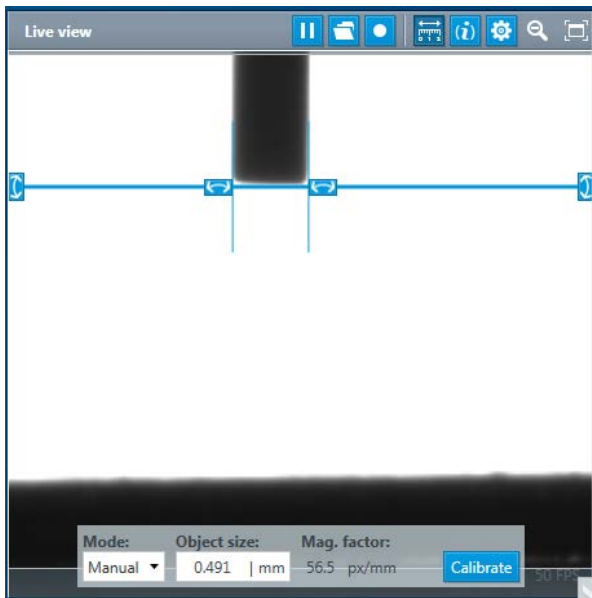 Live view
Mode: Object size: Mag. factor:
Manual 0.491 | mm 56.5 px/mm Calibrate
50 FPS